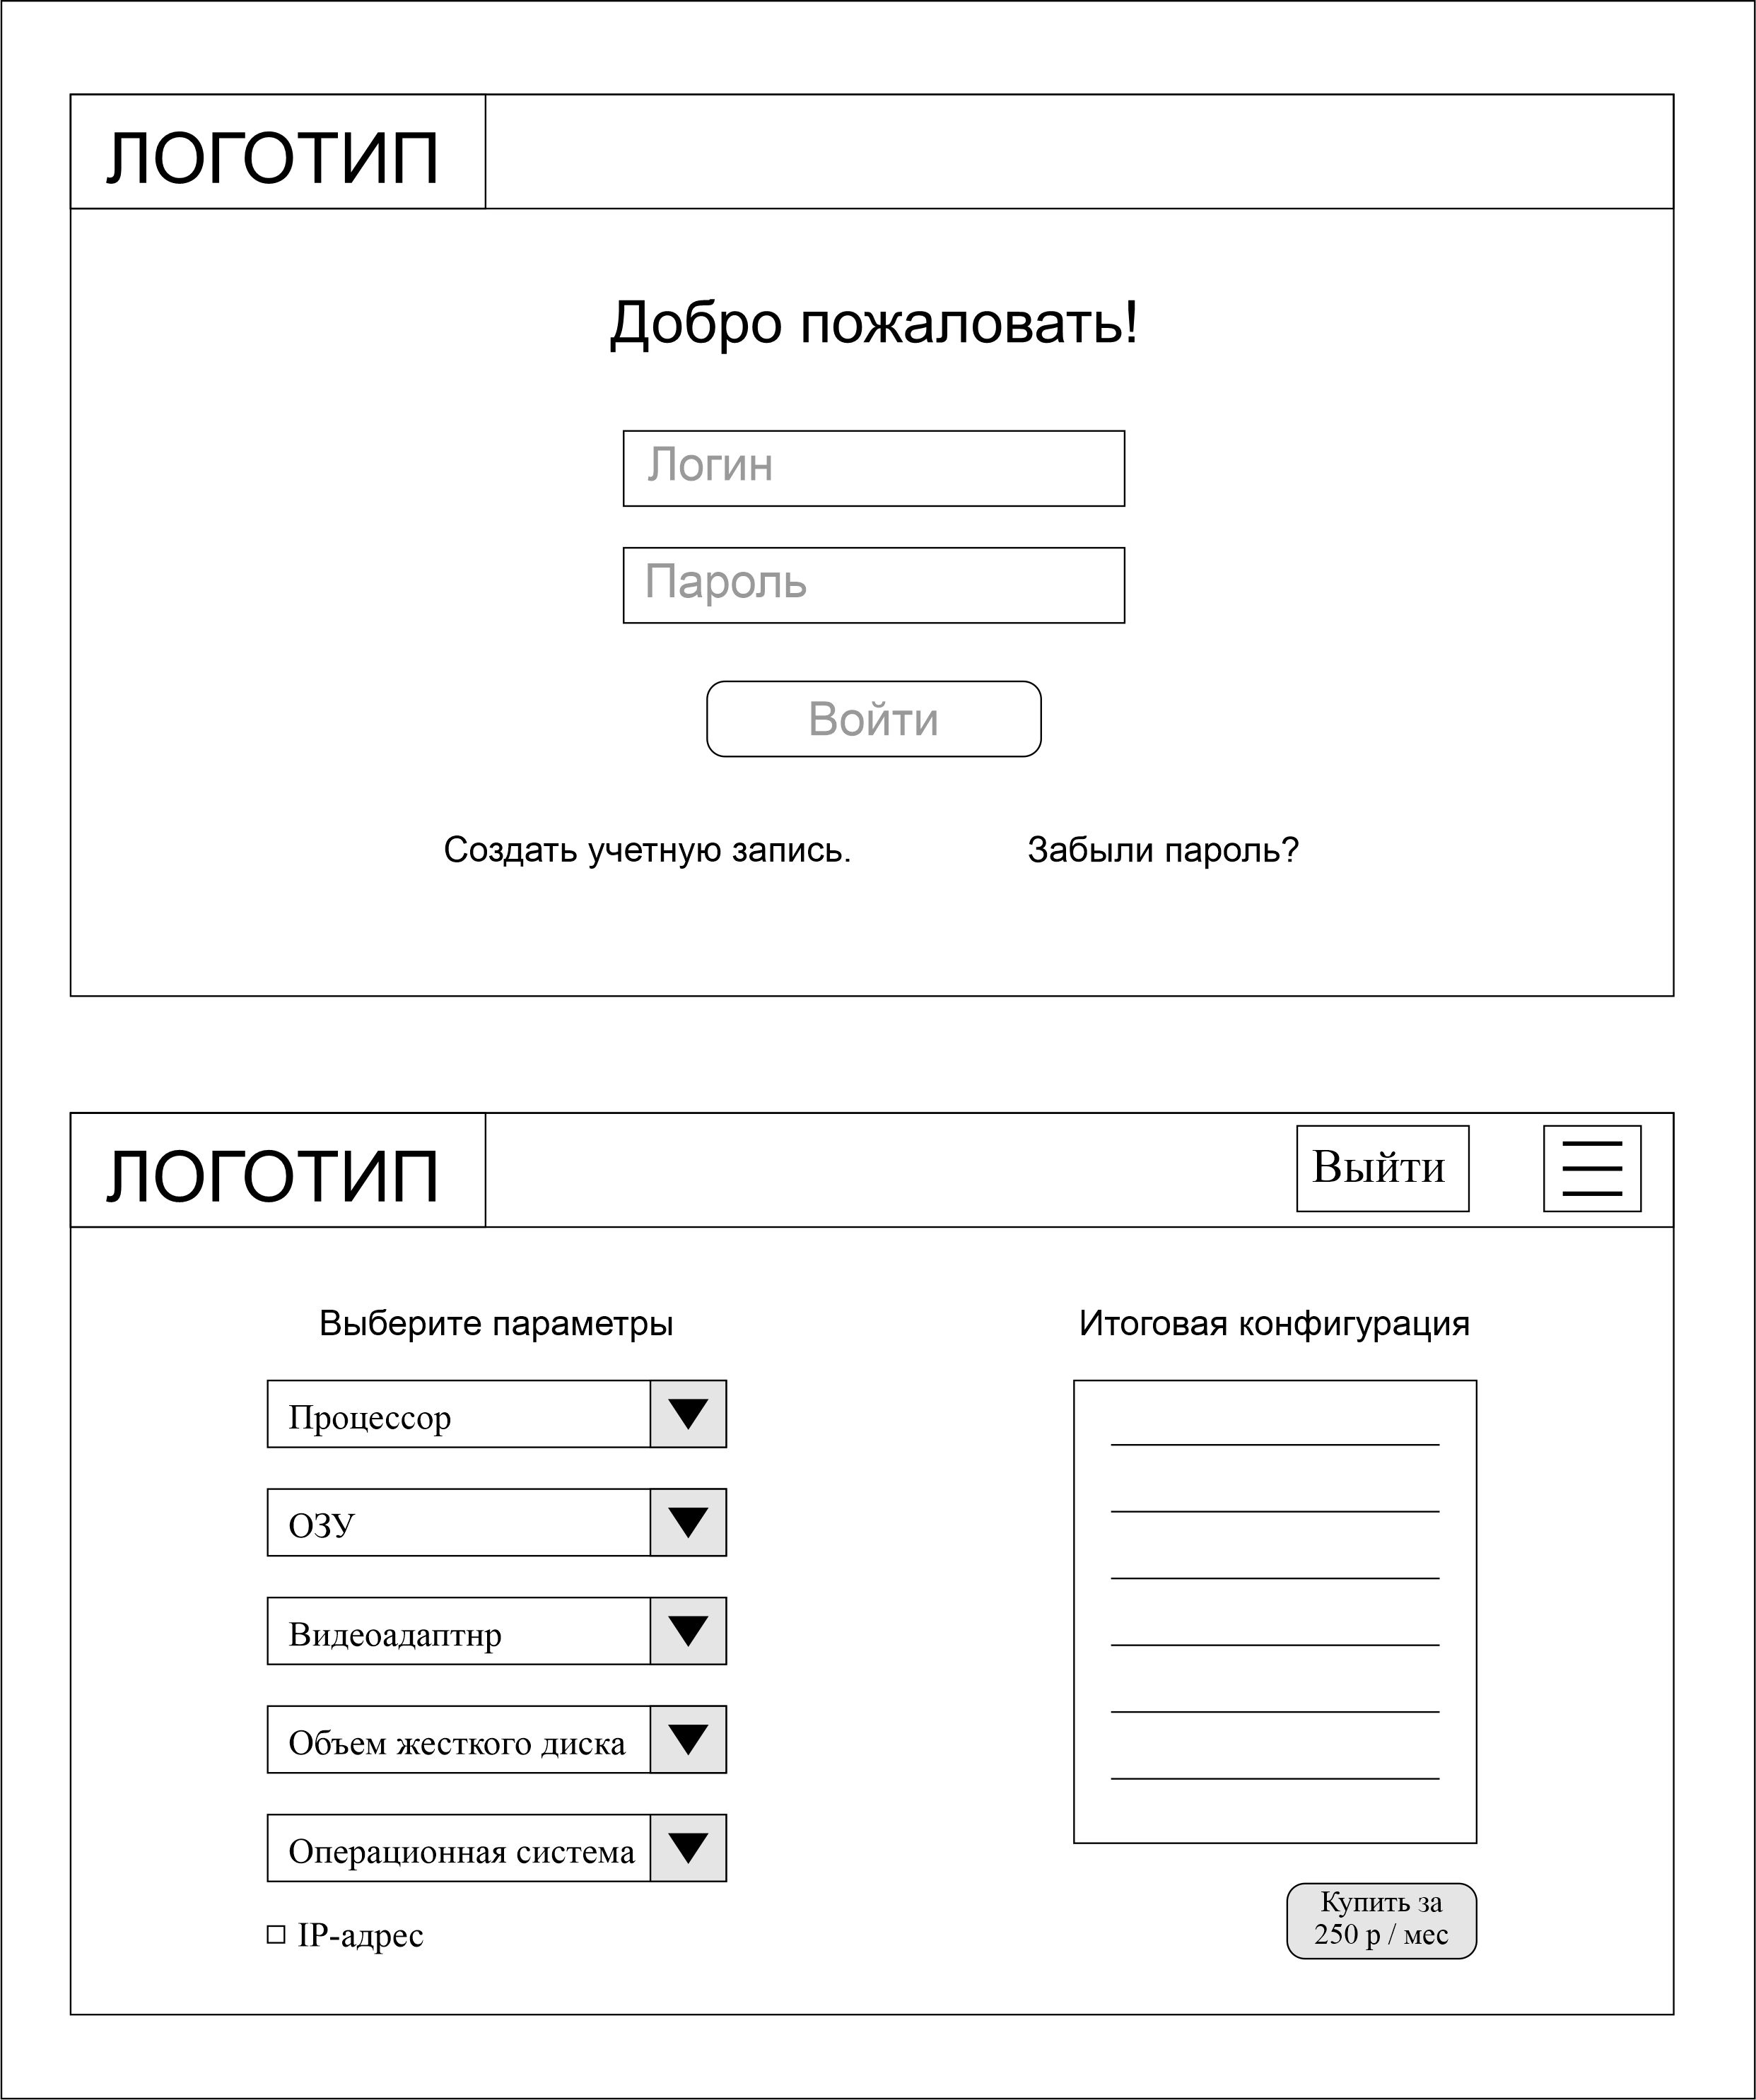 ЛОГОТИП
Добро пожаловать!
Логин
Пароль
Войти
Создать учетную запись.
Забыли пароль?
ЛОГОТИП
Выйти
Выберите параметры
Процессор
ОЗУ
Видеоадаптнр
Объем жесткого диска
Операционная система
IP-адрес
Итоговая конфигурация
Купить за
250 р / мес